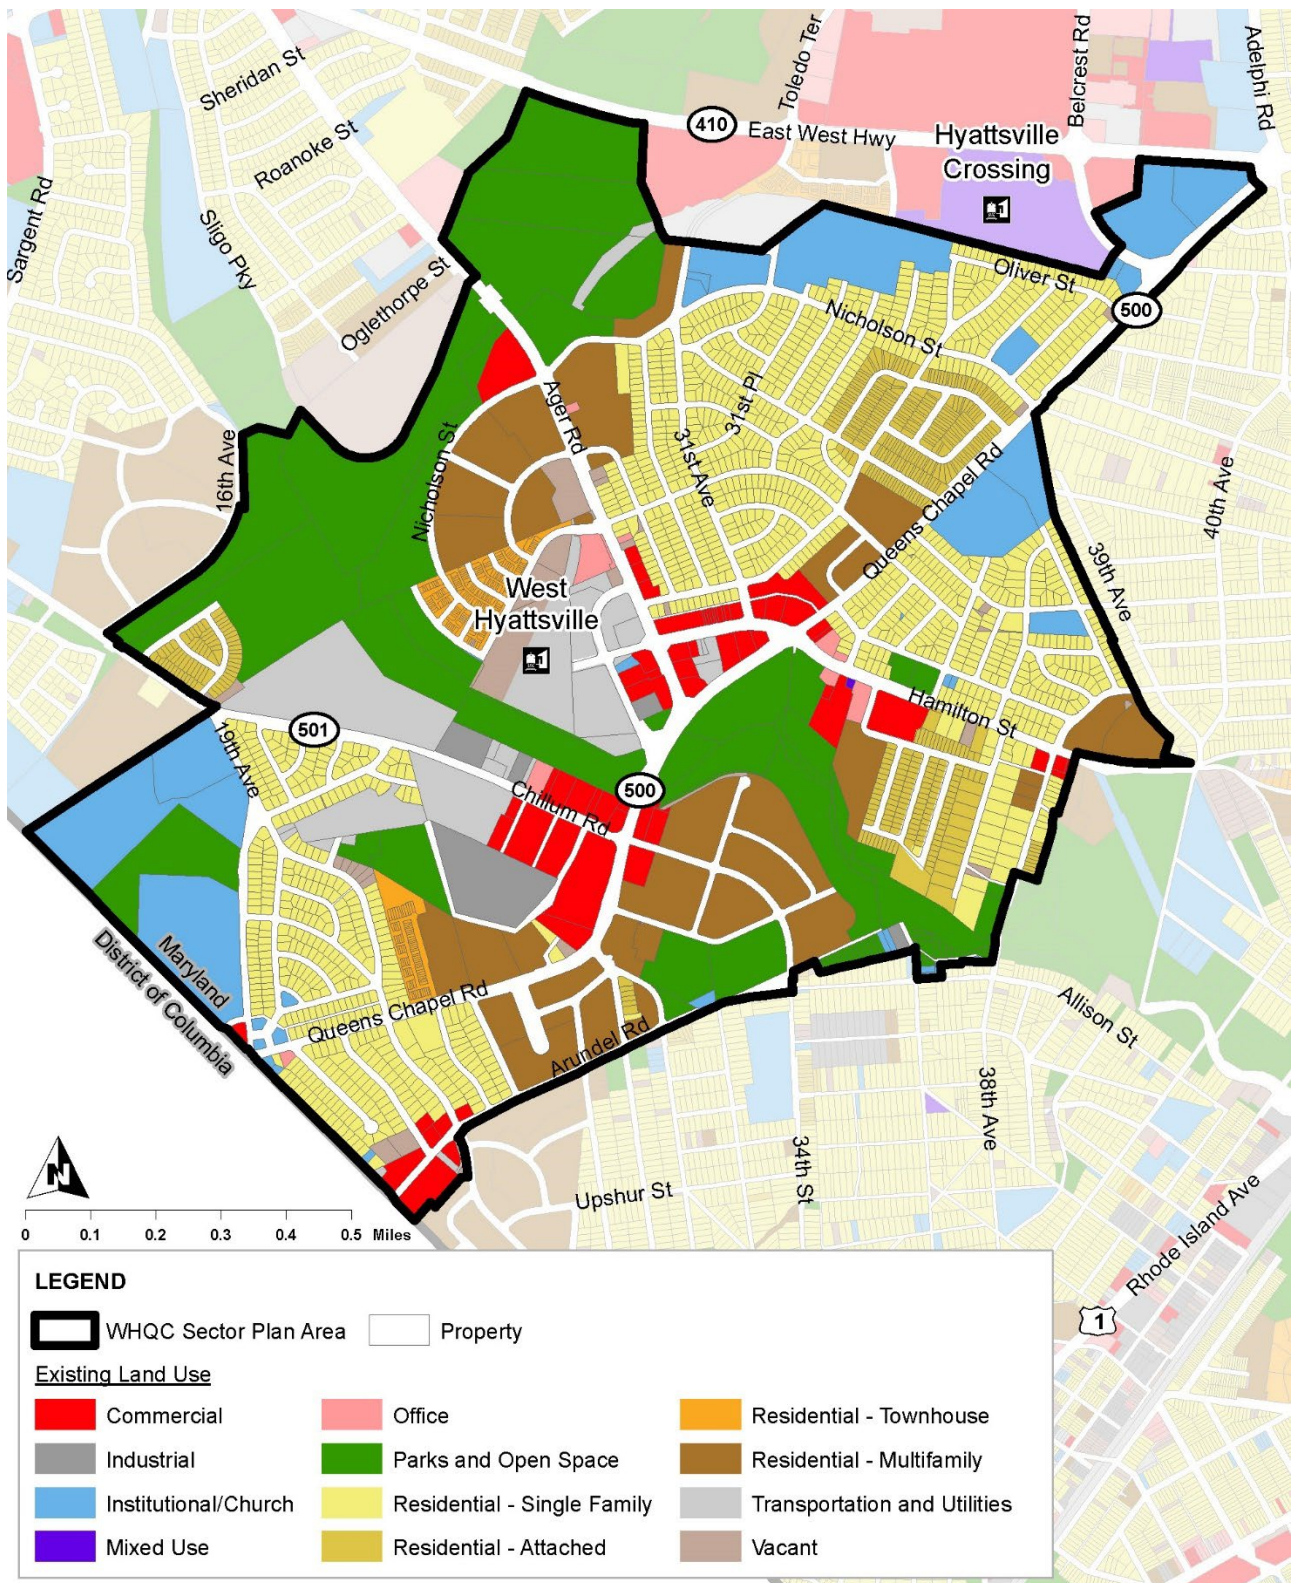 Sheridan St
Toledo Ter
Belcrest Rd
Adelphi Rd
410
East West Hwy
Roanoke St
Hyattsville
Crossing
Sargent Rd
Sligo Pky
Oglethorpe St
Oliver St
500
Nicholson St
Ager Rd
31st Pl
31st Ave
Nicholson St
16th Ave
Queens Chapel Rd
40th Ave
39th Ave
West
Hyattsville
Hamilton St
19th Ave
501
500
Chillum Rd
Maryland
District of Columbia
Queens Chapel Rd
Arundel Rd
Allison St
38th Ave
34th St
Upshur St
Rhode Island Ave
1
N
0 0.1 0.2 0.3 0.4 0.5 Miles
LEGEND
WHQC Sector Plan Area Property
Existing Land Use
Commercial Office Residential - Townhouse
Industrial Parks and Open Space Residential - Multifamily
Institutional/Church Residential - Single Family Transportation and Utilities
Mixed Use Residential - Attached Vacant